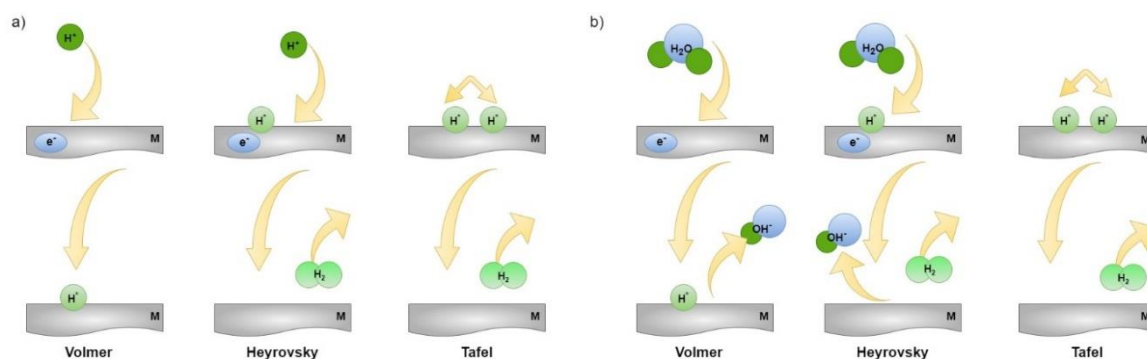 a)
H⁺
H⁺
H*
H* H*
e⁻ M
e⁻ M
M
H*
H₂
H₂
M
M
M
Volmer
Heyrovsky
Tafel
b)
H₂O
H₂O
H*
H* H*
e⁻ M
e⁻ M
M
OH⁻
OH⁻
H*
H₂
H₂
M
M
M
Volmer
Heyrovsky
Tafel